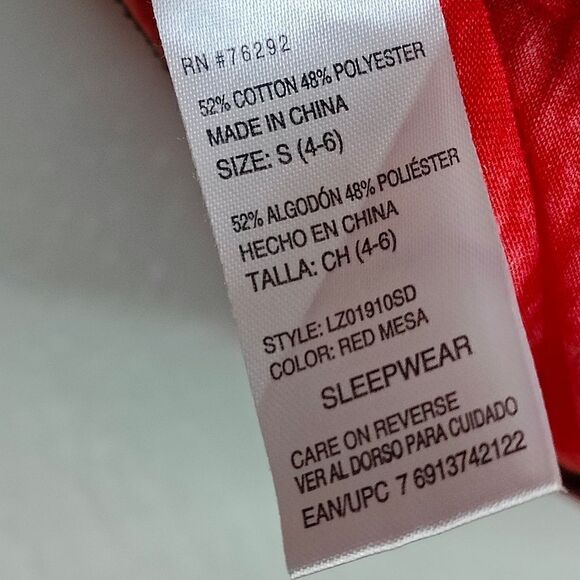 RN #76292
52% COTTON 48% POLYESTER
MADE IN CHINA
SIZE: S (4-6)
52% ALGODÓN 48% POLIÉSTER
HECHO EN CHINA
TALLA: CH (4-6)
STYLE: LZ01910SD
COLOR: RED MESA
SLEEPWEAR
CARE ON REVERSE
VER AL DORSO PARA CUIDADO
EAN/UPC 7 6913742122